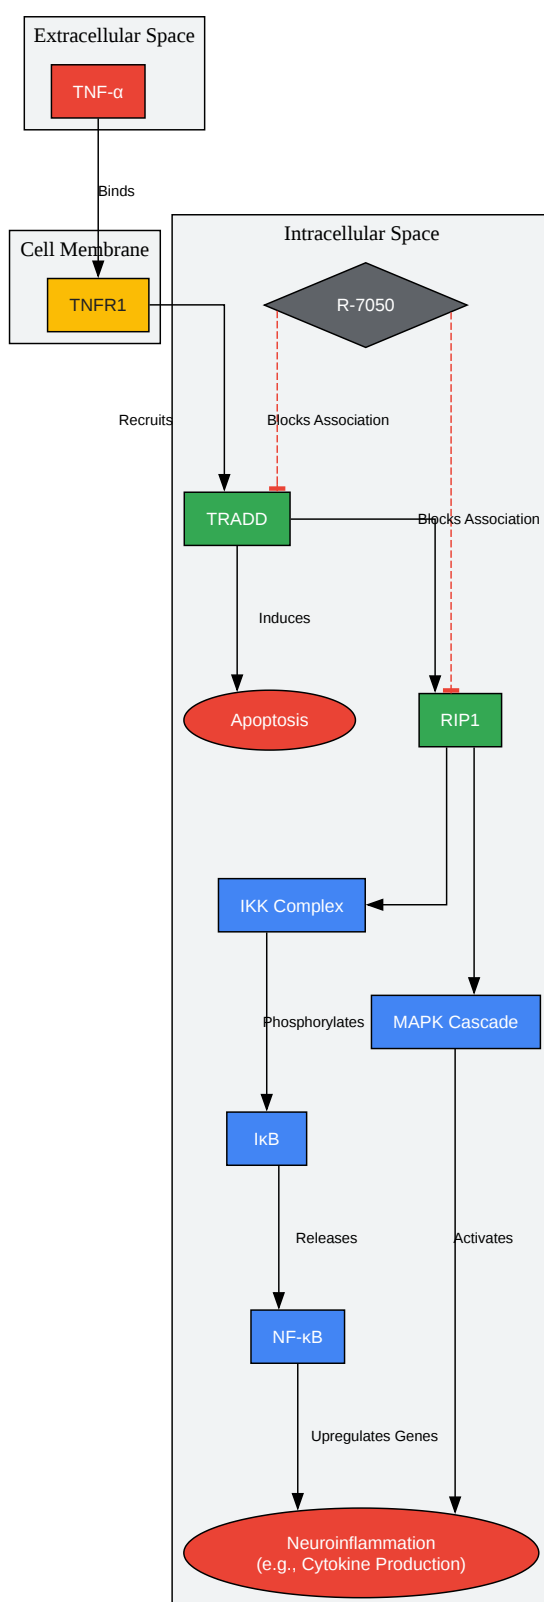 Extracellular Space
TNF-α
Binds
Cell Membrane
TNFR1
Intracellular Space
R-7050
Recruits
Blocks Association
TRADD
Blocks Association
Induces
Apoptosis
RIP1
IKK Complex
Phosphorylates
MAPK Cascade
IκB
Releases
Activates
NF-κB
Upregulates Genes
Neuroinflammation
(e.g., Cytokine Production)